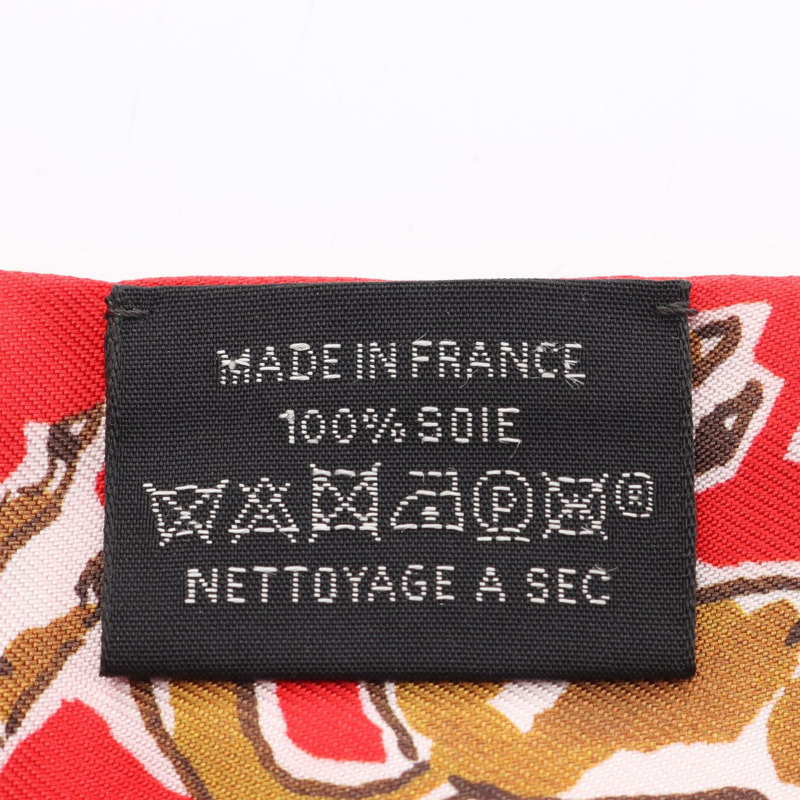 MADE IN FRANCE
100% SOIE
P ®
NETTOYAGE A SEC